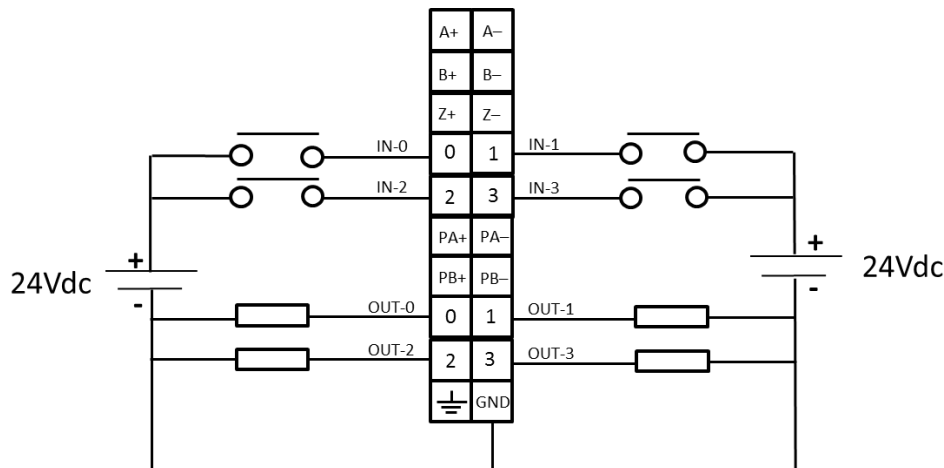 A+ A–
B+ B–
Z+ Z–
IN-0 0 1 IN-1
IN-2 2 3 IN-3
PA+ PA–
+ +
24Vdc PB+ PB– 24Vdc
- -
OUT-0 0 1 OUT-1
OUT-2 2 3 OUT-3
GND